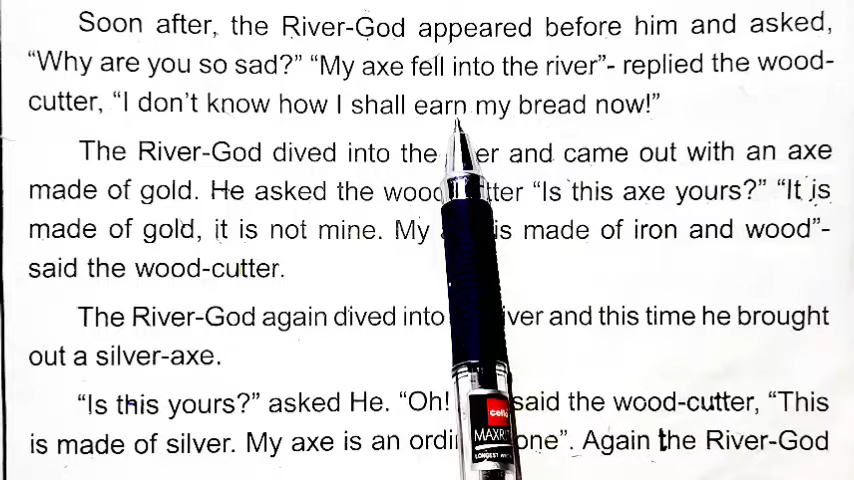 Soon after, the River-God appeared before him and asked,
“Why are you so sad?” “My axe fell into the river”- replied the wood-
cutter, “I don’t know how I shall earn my bread now!”
The River-God dived into the er and came out with an axe
made of gold. He asked the wood tter “Is this axe yours?” “It is
made of gold, it is not mine. My is made of iron and wood”-
said the wood-cutter.
The River-God again dived into iver and this time he brought
out a silver-axe.
“Is this yours?” asked He. “Oh! said the wood-cutter, “This
is made of silver. My axe is an ordi one”. Again the River-God
cello
MAXR